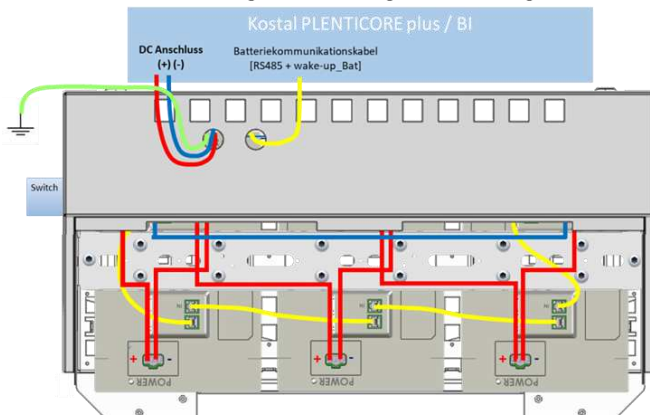 Kostal PLENTICORE plus / BI
DC Anschluss
(+) (-)
Batteriekommunikationskabel
[RS485 + wake-up_Bat]
Switch
+ -
+ -
+ -
POWER
POWER
POWER